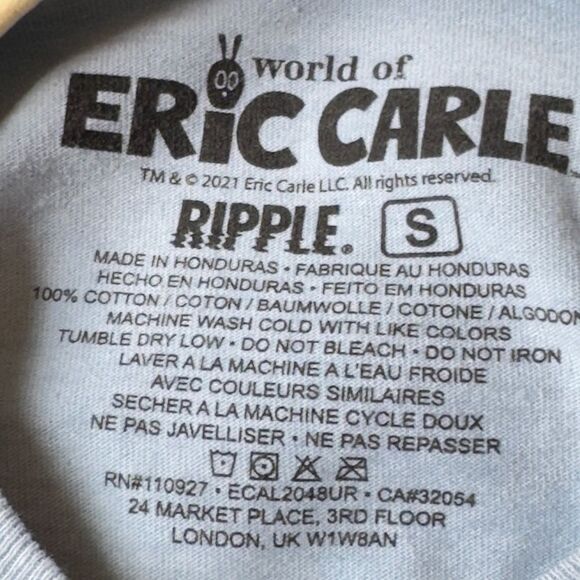 world of
ERiC CARLE
TM & © 2021 Eric Carle LLC. All rights reserved.
RIPPLE® S
MADE IN HONDURAS • FABRIQUE AU HONDURAS
HECHO EN HONDURAS • FEITO EM HONDURAS
100% COTTON / COTON / BAUMWOLLE / COTONE / ALGODON
MACHINE WASH COLD WITH LIKE COLORS
TUMBLE DRY LOW • DO NOT BLEACH • DO NOT IRON
LAVER A LA MACHINE A L'EAU FROIDE
AVEC COULEURS SIMILAIRES
SECHER A LA MACHINE CYCLE DOUX
NE PAS JAVELLISER • NE PAS REPASSER
RN#110927 • ECAL2048UR • CA#32054
24 MARKET PLACE, 3RD FLOOR
LONDON, UK W1W8AN